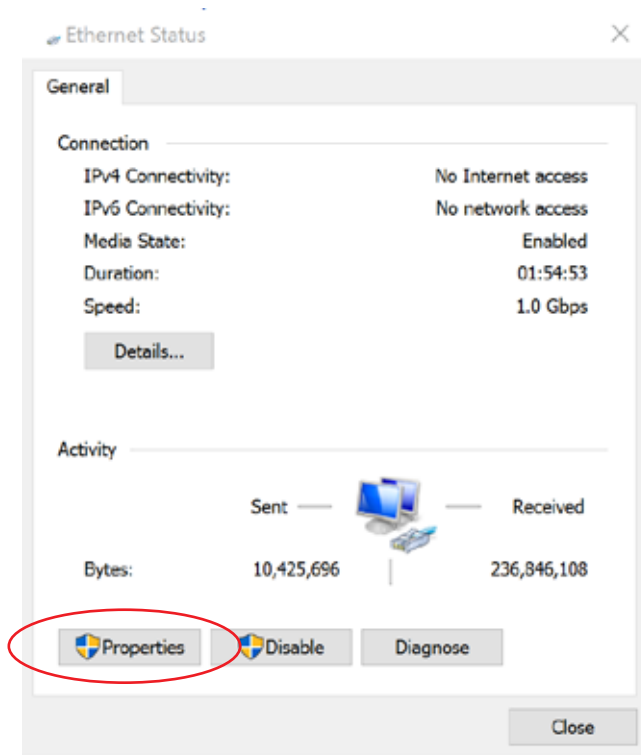 Ethernet Status
General
Connection
IPv4 Connectivity: No Internet access
IPv6 Connectivity: No network access
Media State: Enabled
Duration: 01:54:53
Speed: 1.0 Gbps
Details...
Activity
Sent Received
Bytes: 10,425,696 236,846,108
Properties Disable Diagnose
Close